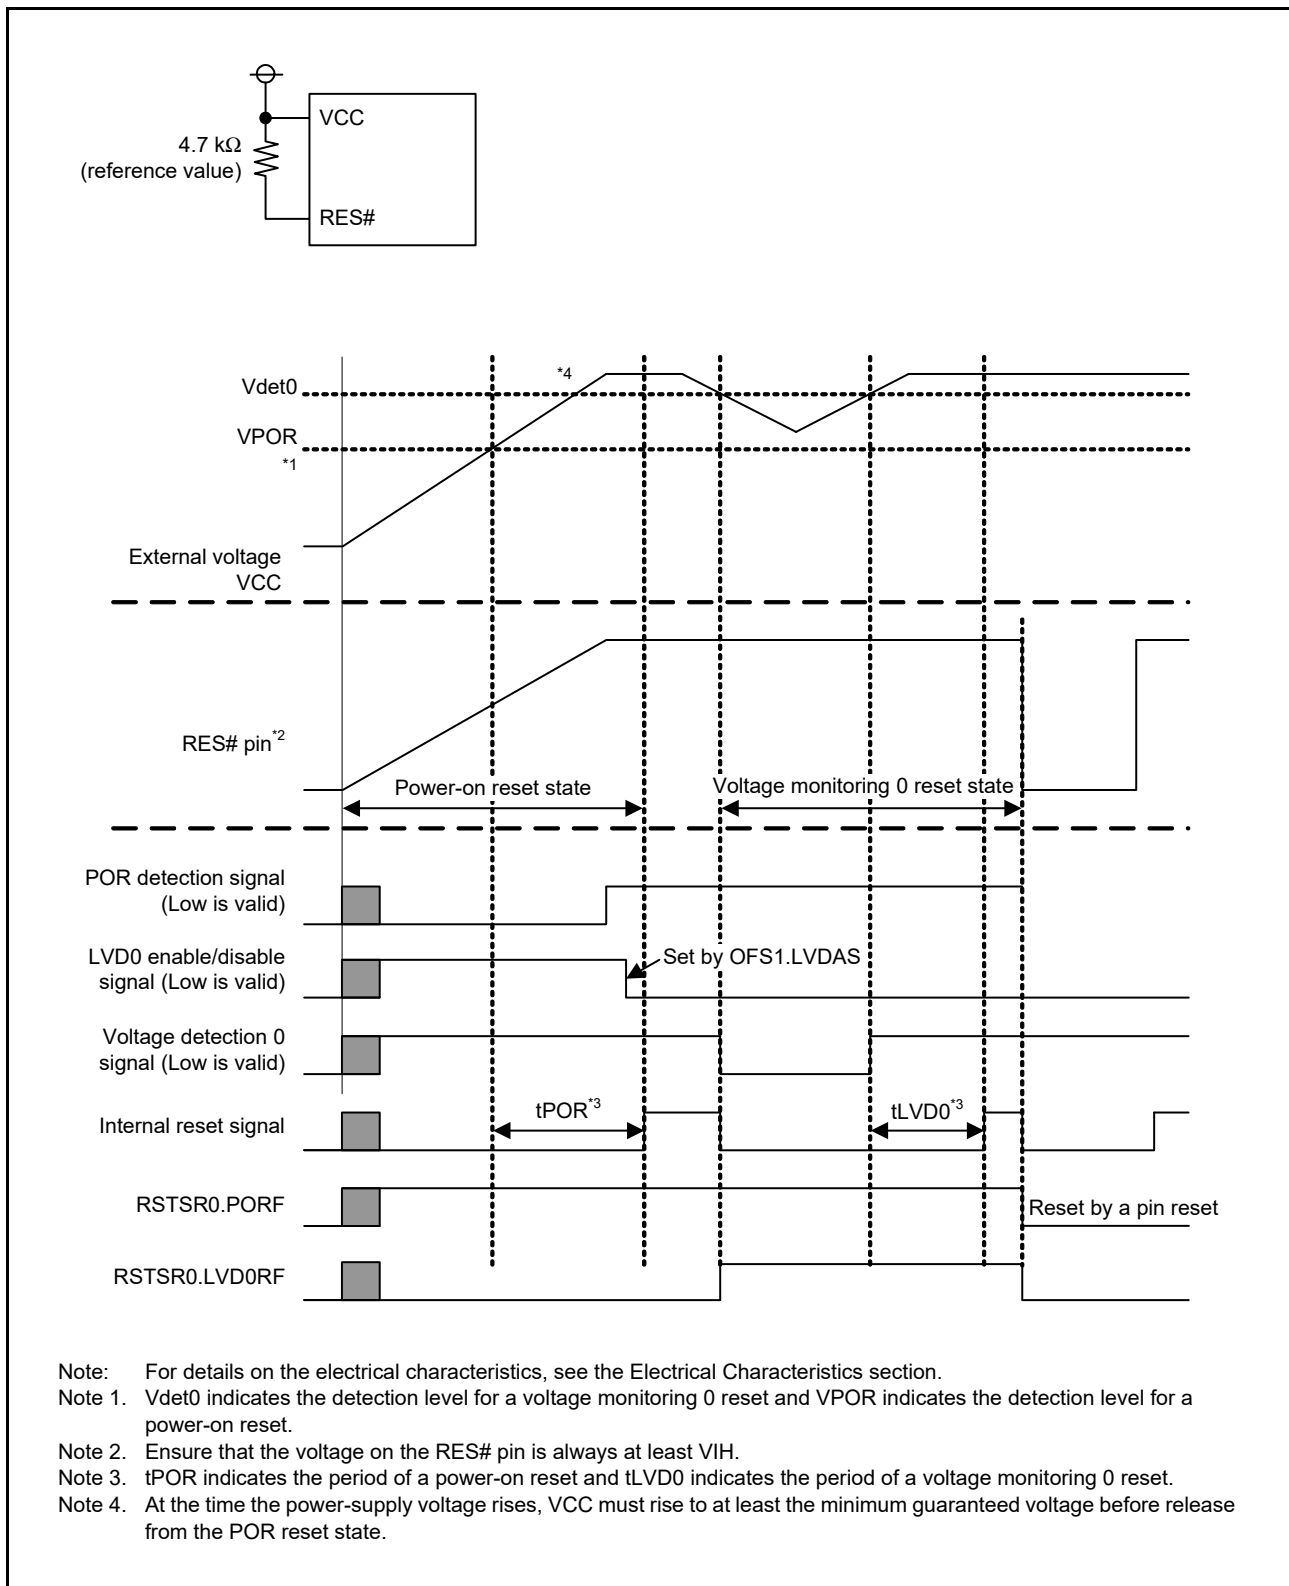 VCC
4.7 kΩ
(reference value)
RES#
*4
Vdet0
VPOR
*1
External voltage
VCC
RES# pin*2
Power-on reset state
Voltage monitoring 0 reset state
POR detection signal
(Low is valid)
LVD0 enable/disable
signal (Low is valid)
Set by OFS1.LVDAS
Voltage detection 0
signal (Low is valid)
tPOR*3
tLVD0*3
Internal reset signal
RSTSR0.PORF
Reset by a pin reset
RSTSR0.LVD0RF
Note: For details on the electrical characteristics, see the Electrical Characteristics section.
Note 1. Vdet0 indicates the detection level for a voltage monitoring 0 reset and VPOR indicates the detection level for a
power-on reset.
Note 2. Ensure that the voltage on the RES# pin is always at least VIH.
Note 3. tPOR indicates the period of a power-on reset and tLVD0 indicates the period of a voltage monitoring 0 reset.
Note 4. At the time the power-supply voltage rises, VCC must rise to at least the minimum guaranteed voltage before release
from the POR reset state.